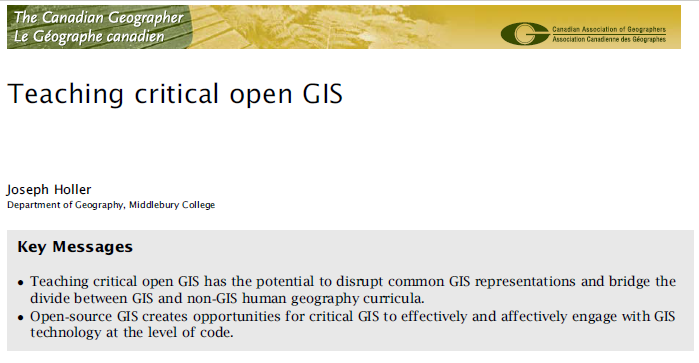 The Canadian Geographer
Le Géographe canadien
Canadian Association of Geographers
Association Canadienne des Géographes
Teaching critical open GIS
Joseph Holler
Department of Geography, Middlebury College
Key Messages
• Teaching critical open GIS has the potential to disrupt common GIS representations and bridge the
divide between GIS and non-GIS human geography curricula.
• Open-source GIS creates opportunities for critical GIS to effectively and affectively engage with GIS
technology at the level of code.